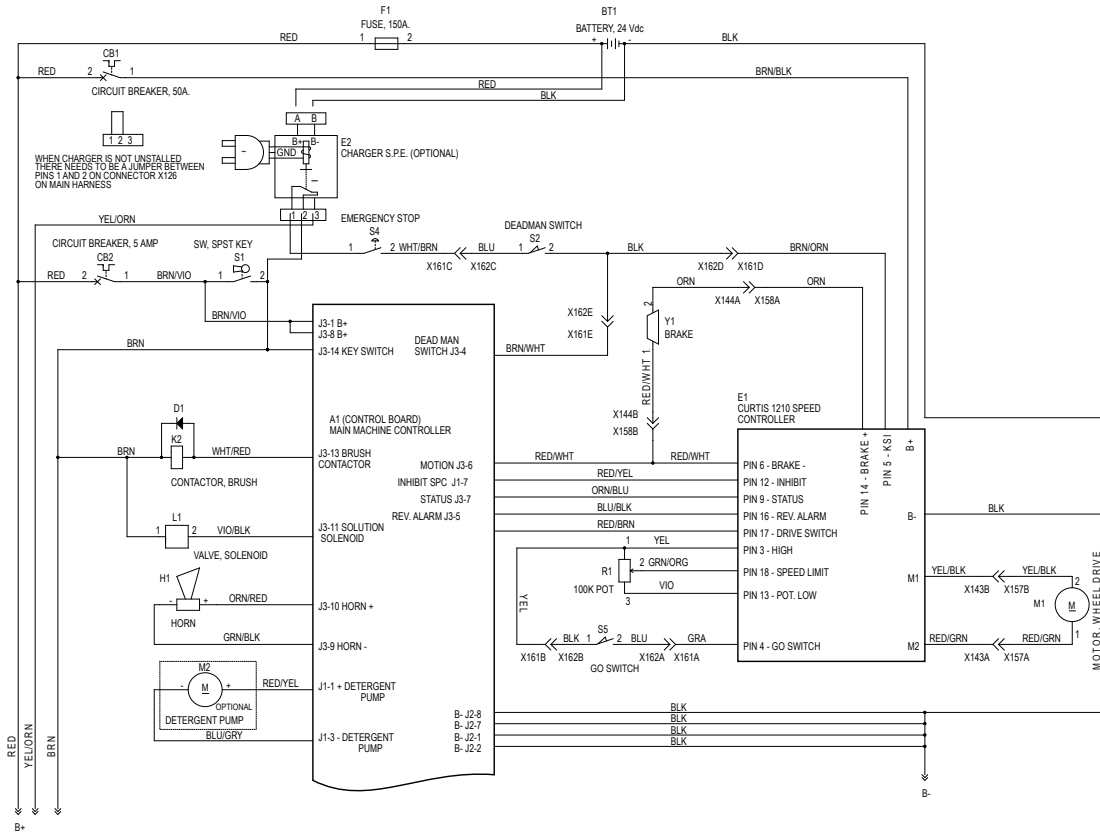 F1
FUSE, 150A.
RED
1
2
BT1
BATTERY, 24 Vdc
+
-
BLK
CB1
RED
2
1
BRN/BLK
CIRCUIT BREAKER, 50A.
RED
BLK
1 2 3
WHEN CHARGER IS NOT UNSTALLED
THERE NEEDS TO BE A JUMPER BETWEEN
PINS 1 AND 2 ON CONNECTOR X126
ON MAIN HARNESS
A B
B+ B-
GND
~
E2
CHARGER S.P.E. (OPTIONAL)
1 2 3
YEL/ORN
EMERGENCY STOP
S4
1
2
WHT/BRN
X161C
X162C
BLU
DEADMAN SWITCH
S2
1
2
BLK
X162D
X161D
BRN/ORN
CIRCUIT BREAKER, 5 AMP
CB2
RED
2
1
BRN/VIO
SW, SPST KEY
S1
1
2
BRN/VIO
BRN
J3-1 B+
J3-8 B+
J3-14 KEY SWITCH
DEAD MAN
SWITCH J3-4
BRN/WHT
X162E
X161E
ORN
X144A
X158A
ORN
2
Y1
BRAKE
RED/WHT 1
X144B
X158B
E1
CURTIS 1210 SPEED
CONTROLLER
A1 (CONTROL BOARD)
MAIN MACHINE CONTROLLER
D1
K2
BRN
WHT/RED
CONTACTOR, BRUSH
J3-13 BRUSH
CONTACTOR
MOTION J3-6
INHIBIT SPC J1-7
STATUS J3-7
REV. ALARM J3-5
RED/WHT
RED/WHT
RED/YEL
ORN/BLU
BLU/BLK
RED/BRN
PIN 6 - BRAKE -
PIN 12 - INHIBIT
PIN 9 - STATUS
PIN 16 - REV. ALARM
PIN 17 - DRIVE SWITCH
PIN 3 - HIGH
PIN 18 - SPEED LIMIT
PIN 13 - POT. LOW
PIN 4 - GO SWITCH
PIN 14 - BRAKE +
PIN 5 - KSI
B+
B-
M1
M2
BLK
L1
1
2
VIO/BLK
VALVE, SOLENOID
J3-11 SOLUTION
SOLENOID
1
YEL
2 GRN/ORG
R1
100K POT
VIO
3
YEL
H1
-
+
ORN/RED
HORN
GRN/BLK
J3-10 HORN +
J3-9 HORN -
X161B
BLK
X162B
1
S5
2
BLU
GO SWITCH
X162A
X161A
GRA
YEL/BLK
X143B
X157B
YEL/BLK
2
M1
M
1
RED/GRN
X143A
X157A
RED/GRN
MOTOR, WHEEL DRIVE
M2
-
M
+
OPTIONAL
DETERGENT PUMP
RED/YEL
BLU/GRY
J1-1 + DETERGENT
PUMP
J1-3 - DETERGENT
PUMP
B- J2-8
B- J2-7
B- J2-1
B- J2-2
BLK
BLK
BLK
BLK
B-
RED
YEL/ORN
BRN
B+